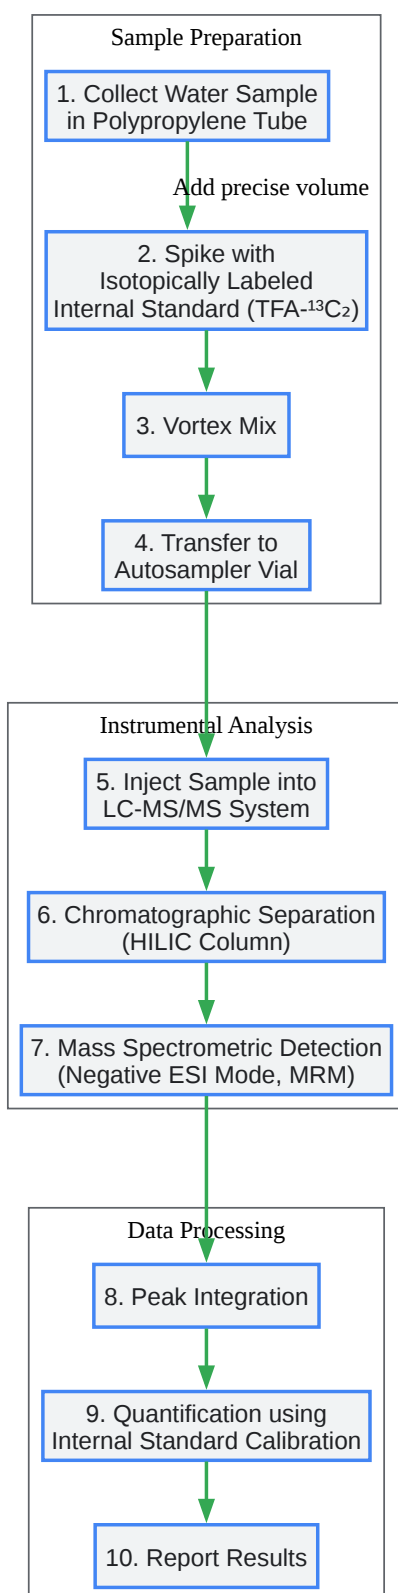 Sample Preparation
1. Collect Water Sample
in Polypropylene Tube
Add precise volume
2. Spike with
Isotopically Labeled
Internal Standard (TFA-¹³C₂)
3. Vortex Mix
4. Transfer to
Autosampler Vial
Instrumental Analysis
5. Inject Sample into
LC-MS/MS System
6. Chromatographic Separation
(HILIC Column)
7. Mass Spectrometric Detection
(Negative ESI Mode, MRM)
Data Processing
8. Peak Integration
9. Quantification using
Internal Standard Calibration
10. Report Results